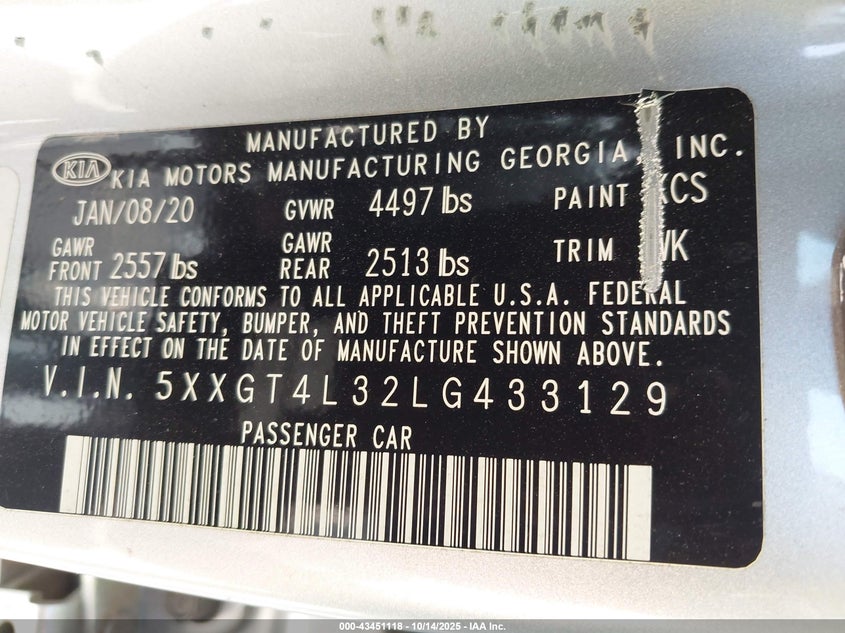 MANUFACTURED BY
KIA KIA MOTORS MANUFACTURING GEORGIA, INC.
JAN/08/20 GVWR 4497 lbs PAINT KCS
GAWR FRONT 2557 lbs GAWR REAR 2513 lbs TRIM WK
THIS VEHICLE CONFORMS TO ALL APPLICABLE U.S.A. FEDERAL
MOTOR VEHICLE SAFETY, BUMPER, AND THEFT PREVENTION STANDARDS
IN EFFECT ON THE DATE OF MANUFACTURE SHOWN ABOVE.
V.I.N. 5XXGT4L32LG433129
PASSENGER CAR
000-43451118 - 10/14/2025 - IAA Inc.